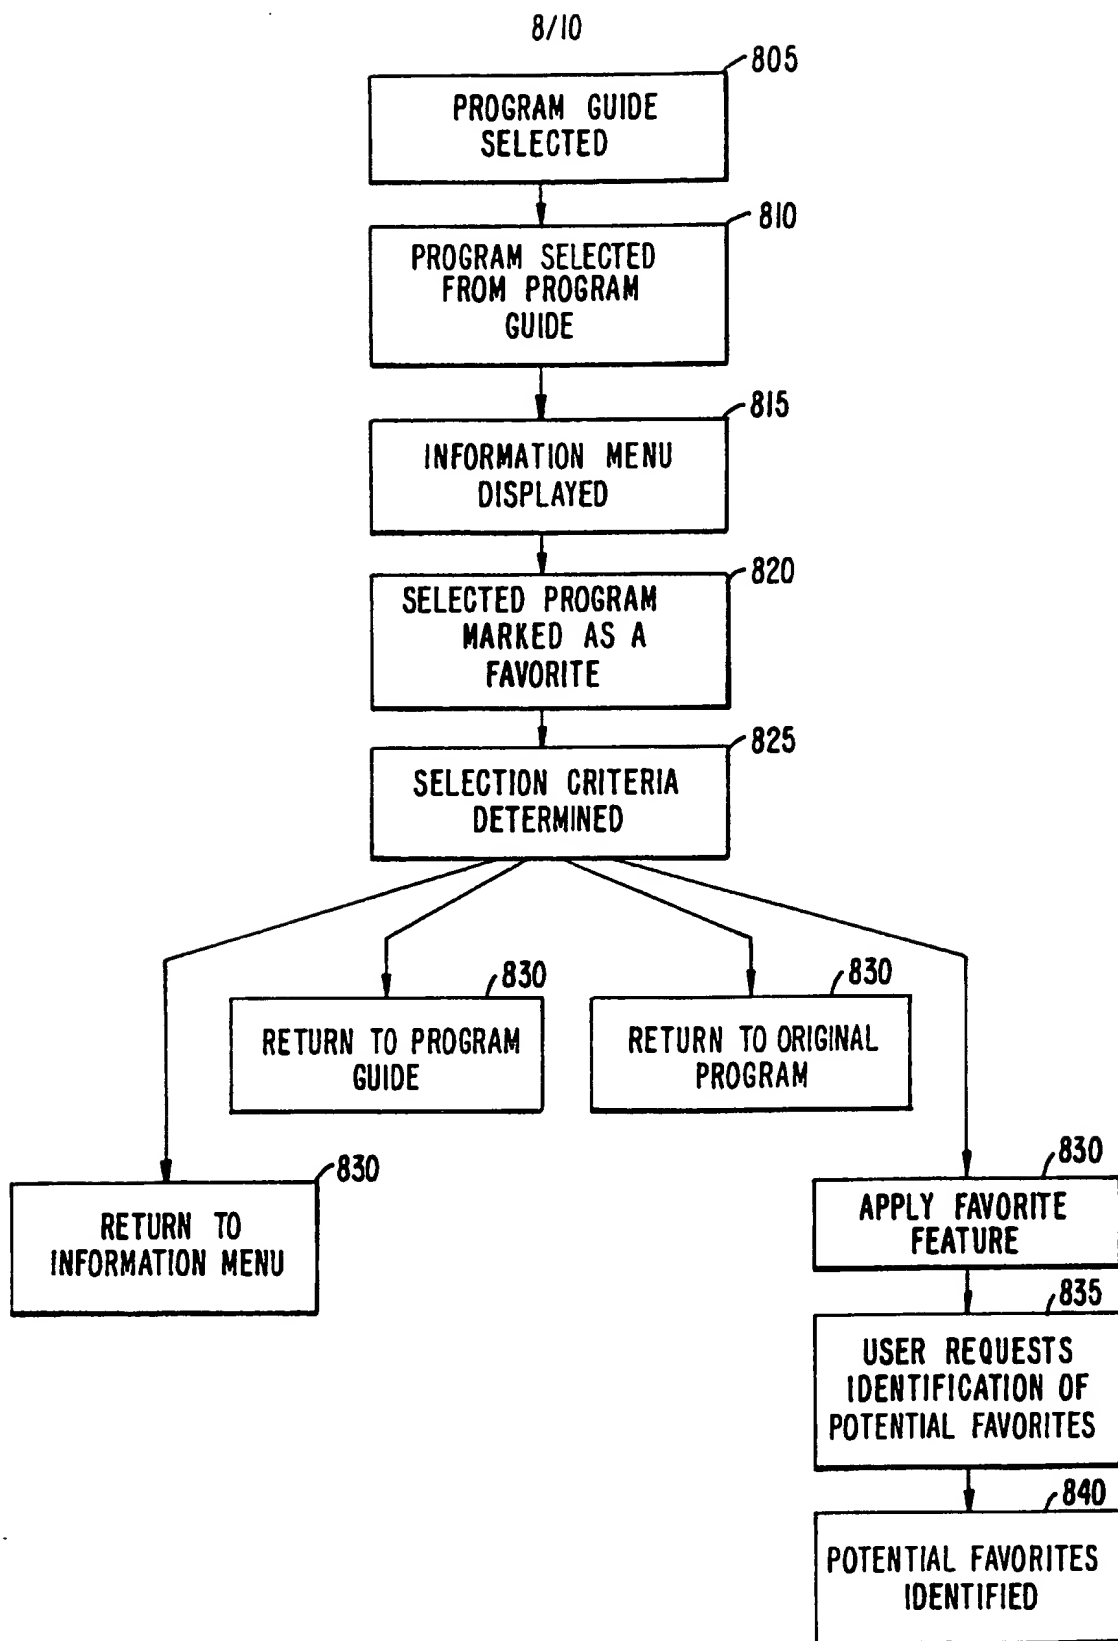 8/10
805
PROGRAM GUIDE
SELECTED
810
PROGRAM SELECTED
FROM PROGRAM
GUIDE
815
INFORMATION MENU
DISPLAYED
820
SELECTED PROGRAM
MARKED AS A
FAVORITE
825
SELECTION CRITERIA
DETERMINED
830
RETURN TO PROGRAM
GUIDE
830
RETURN TO ORIGINAL
PROGRAM
830
RETURN TO
INFORMATION MENU
830
APPLY FAVORITE
FEATURE
835
USER REQUESTS
IDENTIFICATION OF
POTENTIAL FAVORITES
840
POTENTIAL FAVORITES
IDENTIFIED